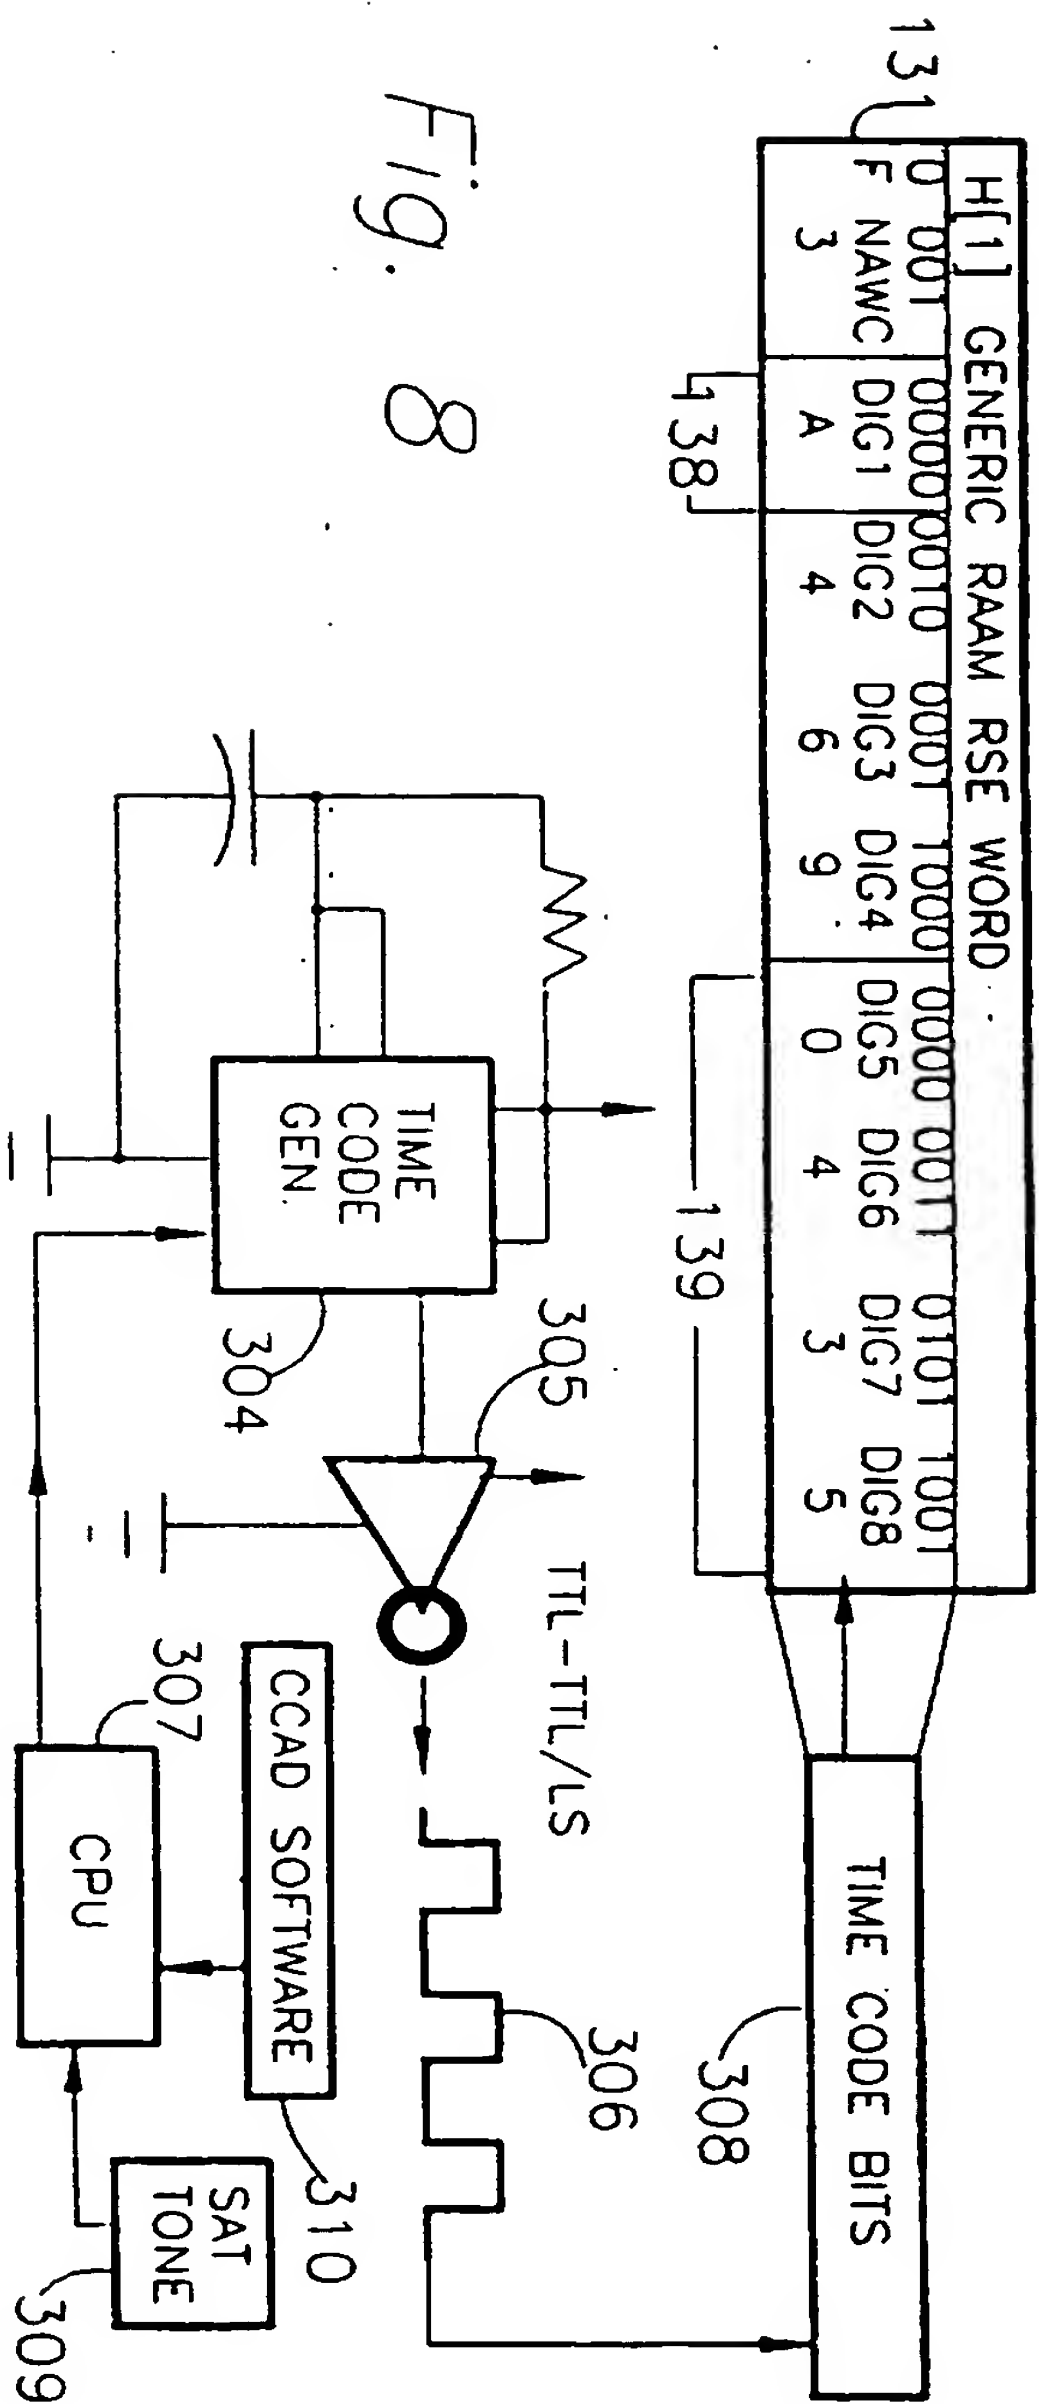 131
H[1] GENERIC RAAM RSE WORD
0 001 0000 0010 0001 1000 0000 0011 0101 1001
F NAWC DIG1 DIG2 DIG3 DIG4 DIG5 DIG6 DIG7 DIG8
3 A 4 6 9 0 4 3 5
138
139
TIME CODE BITS
308
TIME
CODE
GEN.
304
305
TTL-TTL/LS
306
CCAD SOFTWARE
310
307
CPU
SAT
TONE
309
Fig. 8